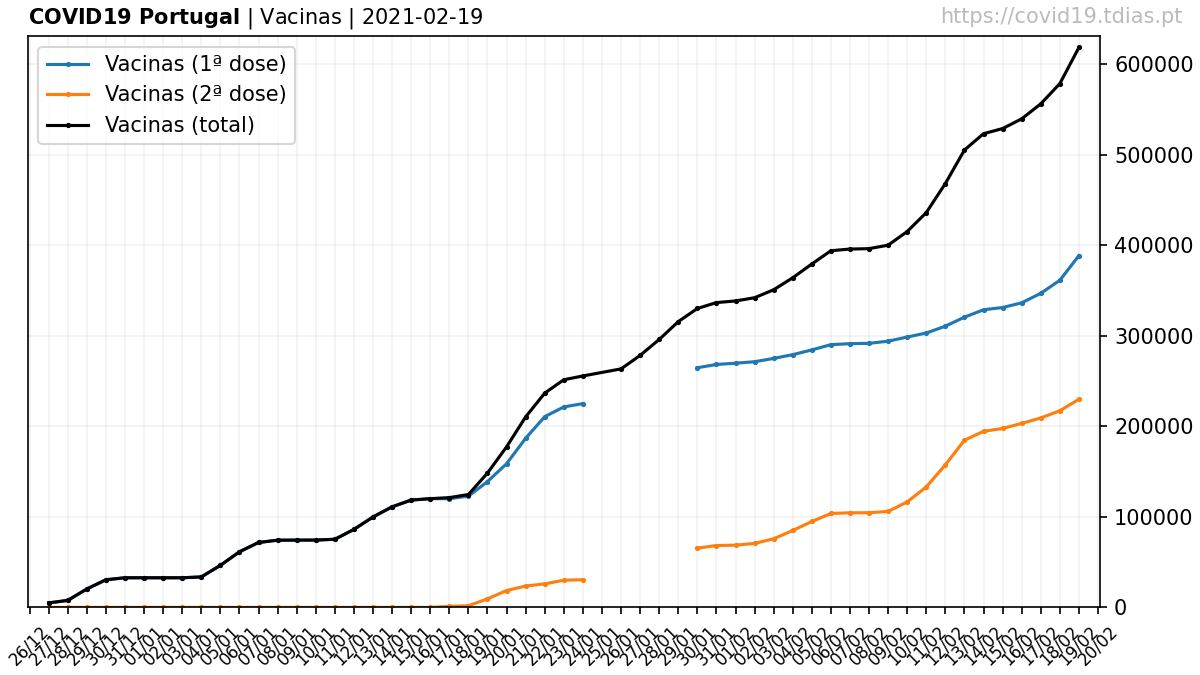 COVID19 Portugal | Vacinas | 2021-02-19
https://covid19.tdias.pt
Vacinas (1ª dose)
Vacinas (2ª dose)
Vacinas (total)
600000
500000
400000
300000
200000
100000
0
26/12 27/12 28/12 29/12 30/12 31/12 01/01 02/01 03/01 04/01 05/01 06/01 07/01 08/01 09/01 10/01 11/01 12/01 13/01 14/01 15/01 16/01 17/01 18/01 19/01 20/01 21/01 22/01 23/01 24/01 25/01 26/01 27/01 28/01 29/01 30/01 31/01 01/02 02/02 03/02 04/02 05/02 06/02 07/02 08/02 09/02 10/02 11/02 12/02 13/02 14/02 15/02 16/02 17/02 18/02 19/02 20/02